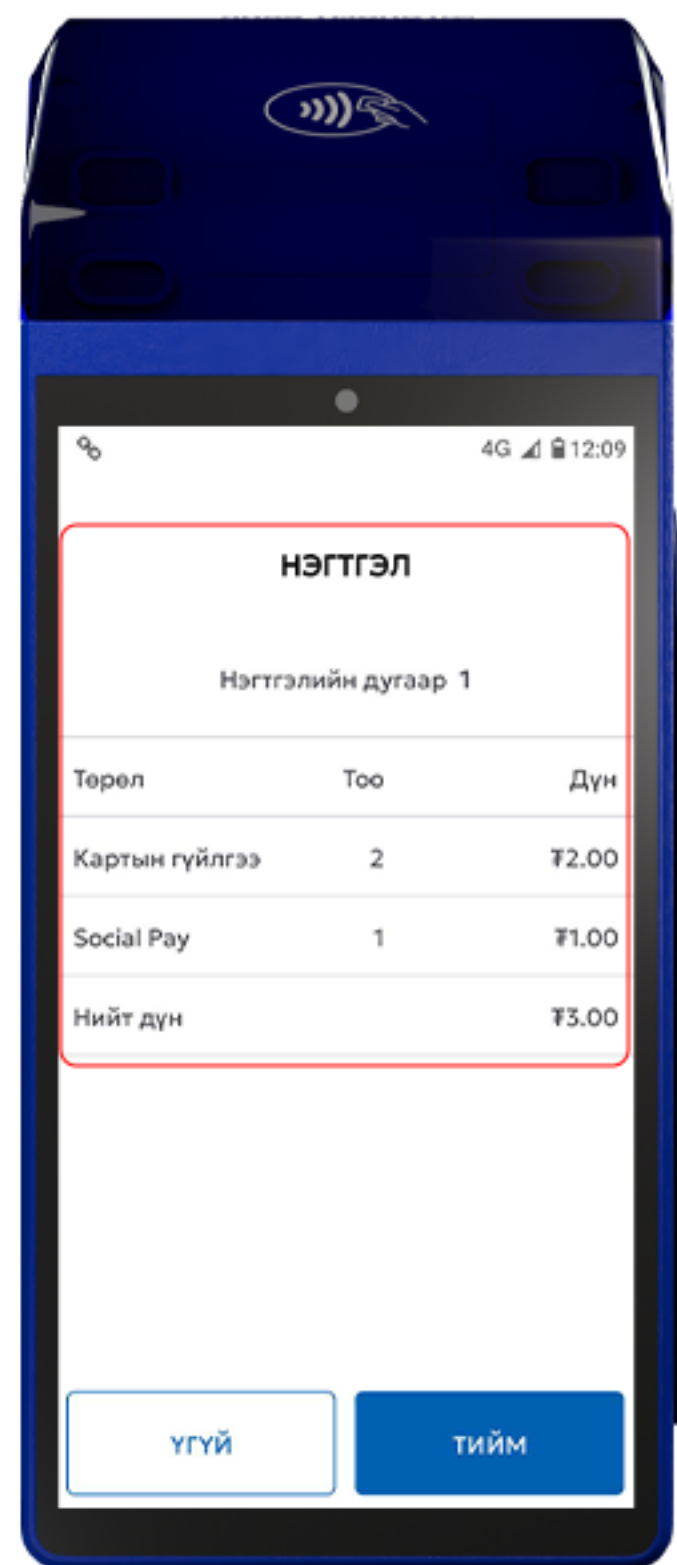 4G 12:09
НЭГТГЭЛ
Нэгтгэлийн дугаар 1
Төрөл Тоо Дүн
Картын гүйлгээ 2 ₮2.00
Social Pay 1 ₮1.00
Нийт дүн ₮3.00
ҮГҮЙ ТИЙМ